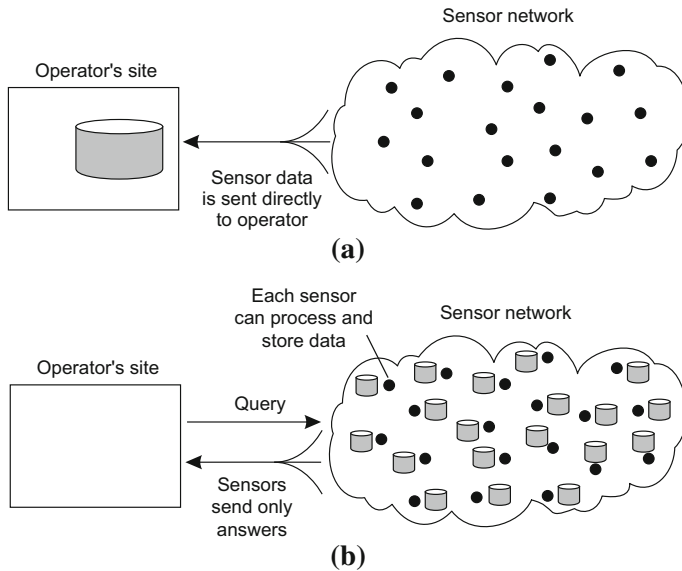 Sensor network
Operator's site
Sensor data
is sent directly
to operator
(a)
Each sensor
can process and
store data
Sensor network
Operator's site
Query
Sensors
send only
answers
(b)